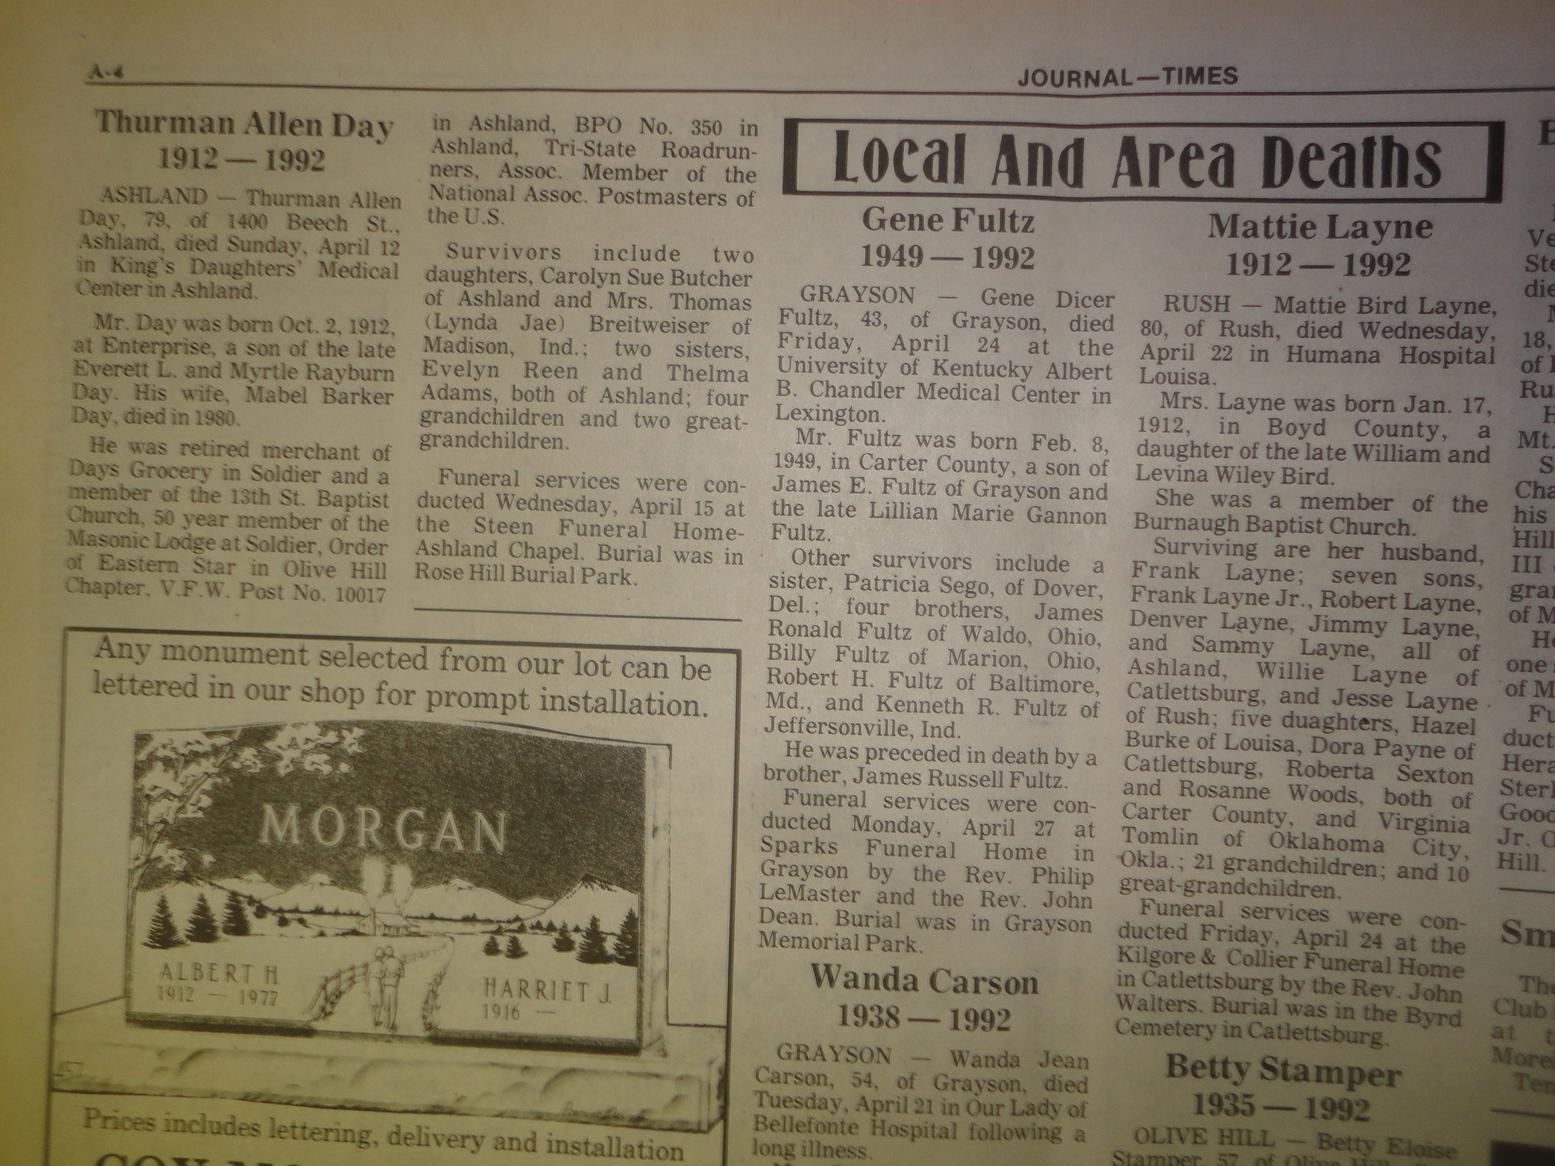 A-4
JOURNAL—TIMES
Thurman Allen Day
1912 — 1992
ASHLAND — Thurman Allen
Day, 79, of 1400 Beech St.,
Ashland, died Sunday, April 12
in King's Daughters' Medical
Center in Ashland.
Mr. Day was born Oct. 2, 1912,
at Enterprise, a son of the late
Everett L. and Myrtle Rayburn
Day. His wife, Mabel Barker
Day, died in 1980.
He was retired merchant of
Days Grocery in Soldier and a
member of the 13th St. Baptist
Church, 50 year member of the
Masonic Lodge at Soldier, Order
of Eastern Star in Olive Hill
Chapter, V.F.W. Post No. 10017
in Ashland, BPO No. 350 in
Ashland, Tri-State Roadrun-
ners, Assoc. Member of the
National Assoc. Postmasters of
the U.S.
Survivors include two
daughters, Carolyn Sue Butcher
of Ashland and Mrs. Thomas
(Lynda Jae) Breitweiser of
Madison, Ind.; two sisters,
Evelyn Reen and Thelma
Adams, both of Ashland; four
grandchildren and two great-
grandchildren.
Funeral services were con-
ducted Wednesday, April 15 at
the Steen Funeral Home-
Ashland Chapel. Burial was in
Rose Hill Burial Park.
Any monument selected from our lot can be
lettered in our shop for prompt installation.
MORGAN
ALBERT H.
1912 — 1977
HARRIET J.
1916 —
457
Prices includes lettering, delivery and installation
Local And Area Deaths
Gene Fultz
1949 — 1992
GRAYSON — Gene Dicer
Fultz, 43, of Grayson, died
Friday, April 24 at the
University of Kentucky Albert
B. Chandler Medical Center in
Lexington.
Mr. Fultz was born Feb. 8,
1949, in Carter County, a son of
James E. Fultz of Grayson and
the late Lillian Marie Gannon
Fultz.
Other survivors include a
sister, Patricia Sego, of Dover,
Del.; four brothers, James
Ronald Fultz of Waldo, Ohio,
Billy Fultz of Marion, Ohio,
Robert H. Fultz of Baltimore,
Md., and Kenneth R. Fultz of
Jeffersonville, Ind.
He was preceded in death by a
brother, James Russell Fultz.
Funeral services were con-
ducted Monday, April 27 at
Sparks Funeral Home in
Grayson by the Rev. Philip
LeMaster and the Rev. John
Dean. Burial was in Grayson
Memorial Park.
Wanda Carson
1938 — 1992
GRAYSON — Wanda Jean
Carson, 54, of Grayson, died
Tuesday, April 21 in Our Lady of
Bellefonte Hospital following a
long illness.
Mattie Layne
1912 — 1992
RUSH — Mattie Bird Layne,
80, of Rush, died Wednesday,
April 22 in Humana Hospital
Louisa.
Mrs. Layne was born Jan. 17,
1912, in Boyd County, a
daughter of the late William and
Levina Wiley Bird.
She was a member of the
Burnaugh Baptist Church.
Surviving are her husband,
Frank Layne; seven sons,
Frank Layne Jr., Robert Layne,
Denver Layne, Jimmy Layne,
and Sammy Layne, all of
Ashland, Willie Layne of
Catlettsburg, and Jesse Layne
of Rush; five duaghters, Hazel
Burke of Louisa, Dora Payne of
Catlettsburg, Roberta Sexton
and Rosanne Woods, both of
Carter County, and Virginia
Tomlin of Oklahoma City,
Okla.; 21 grandchildren; and 10
great-grandchildren.
Funeral services were con-
ducted Friday, April 24 at the
Kilgore & Collier Funeral Home
in Catlettsburg by the Rev. John
Walters. Burial was in the Byrd
Cemetery in Catlettsburg.
Betty Stamper
1935 — 1992
OLIVE HILL — Betty Eloise
Stamper, 57, of Olive
18,
Mt.
his
III
of M
one
of M
Jr.
Hill.
Club
at